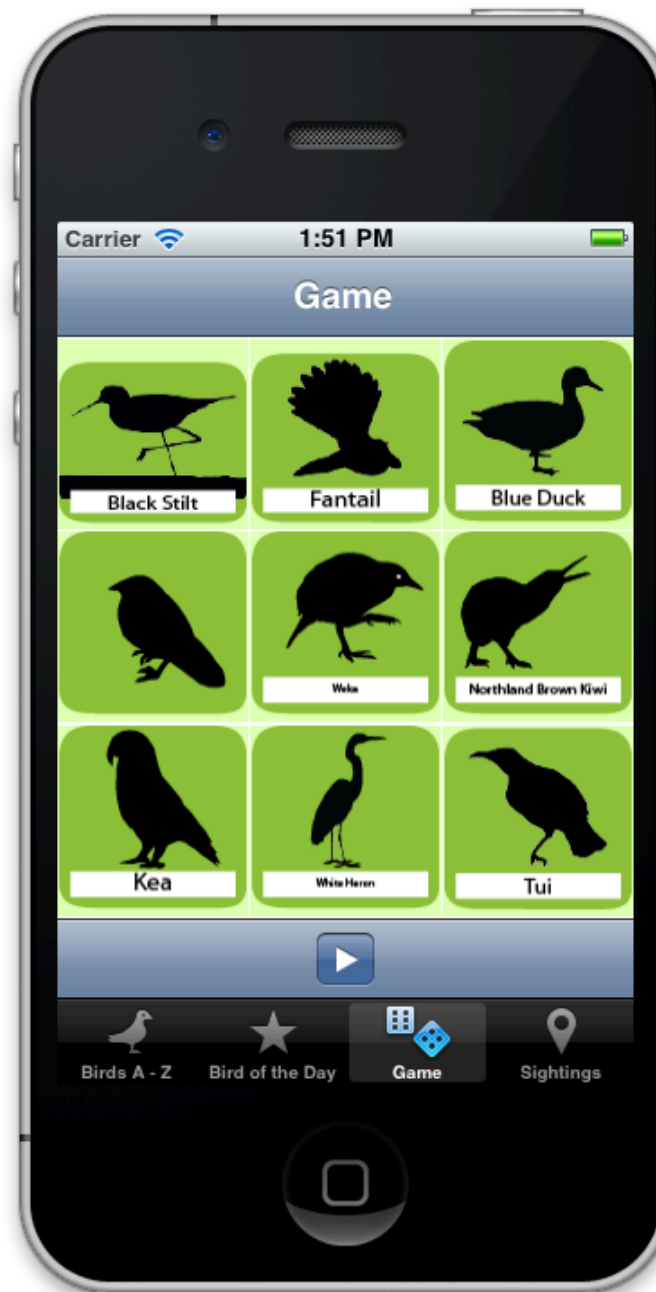 Carrier 1:51 PM
Game
Black Stilt Fantail Blue Duck
Weka Northland Brown Kiwi
Kea White Heron Tui
Birds A - Z Bird of the Day Game Sightings